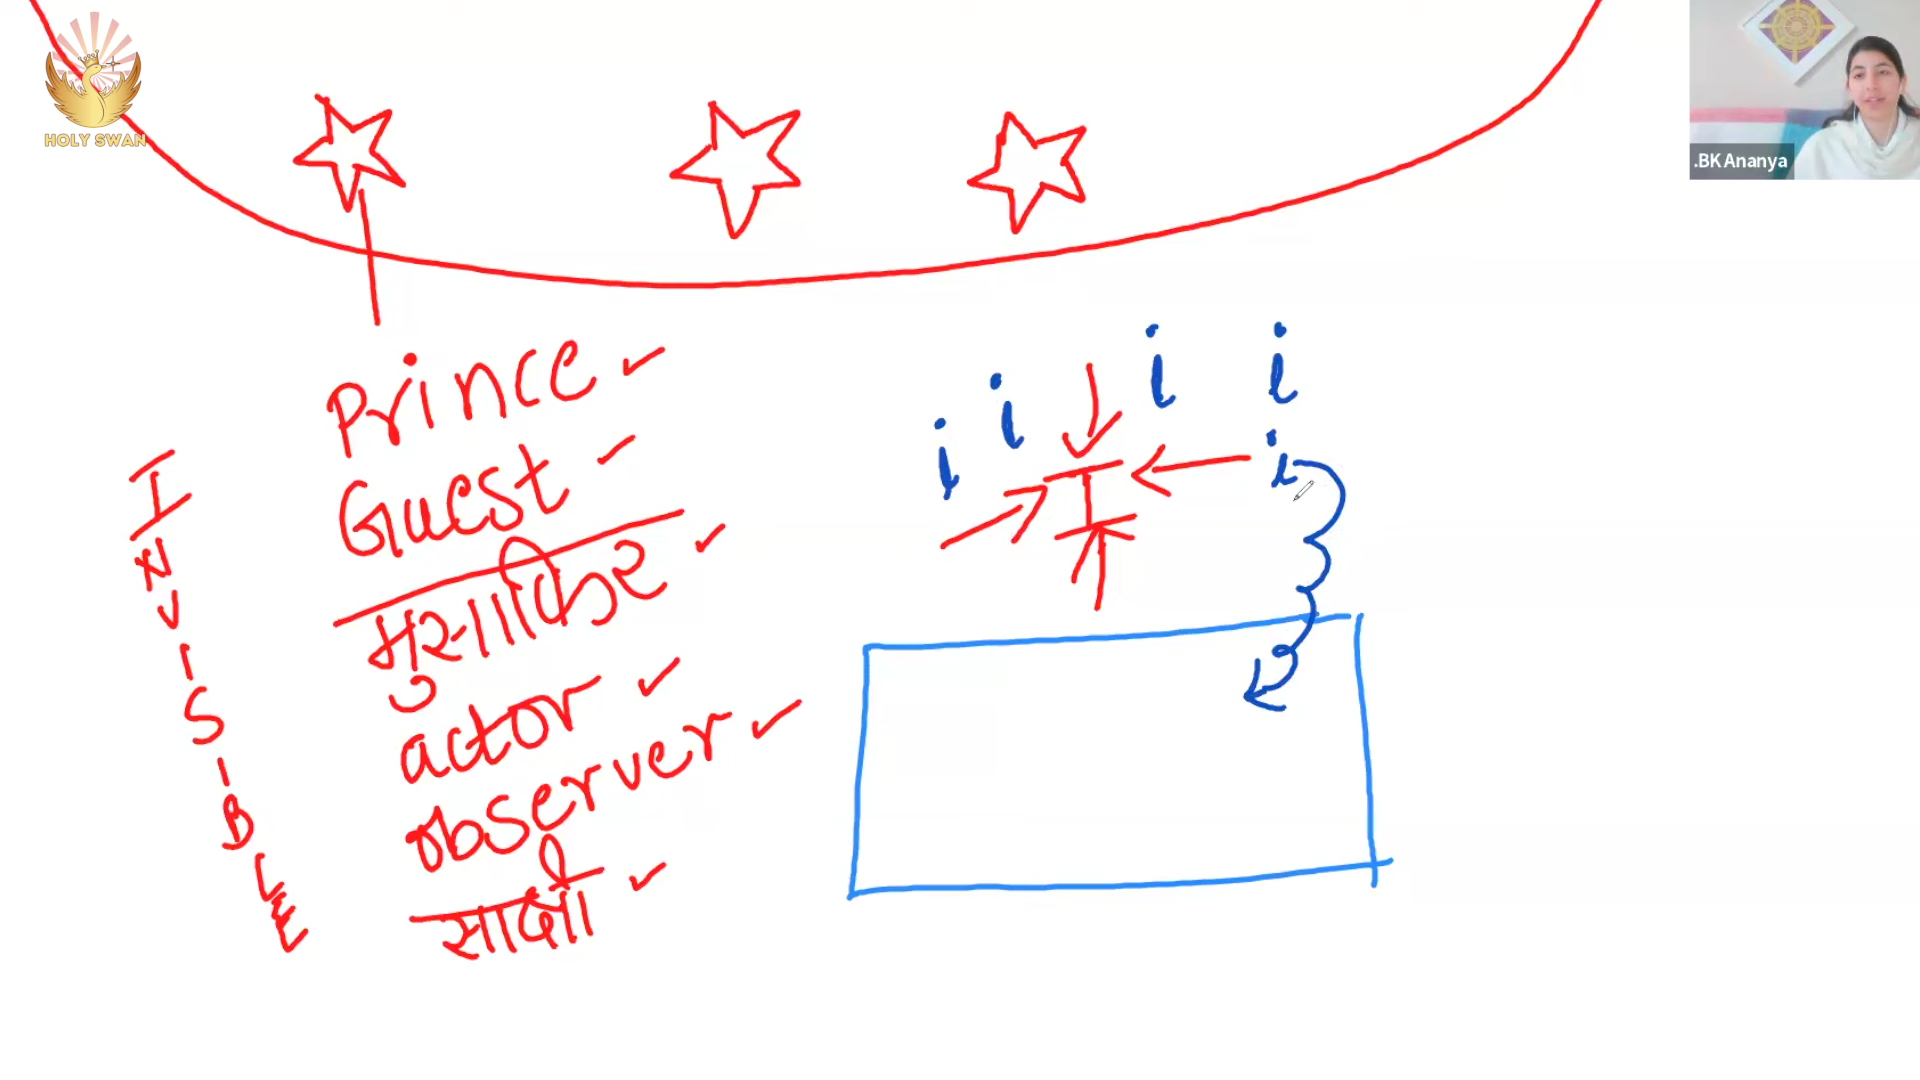 HOLY SWAN
.BK Ananya
Prince
Guest
मुसाफिर
actor
observer
साक्षी
INVISIBLE
i i i i i
I